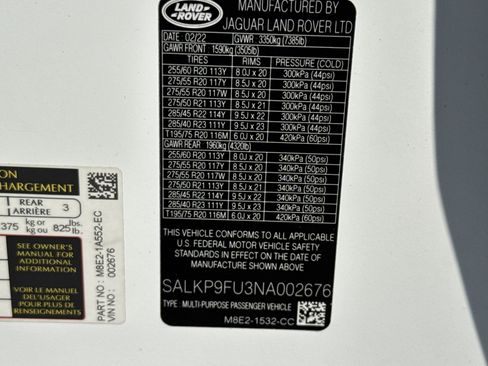 LAND-
ROVER
MANUFACTURED BY
JAGUAR LAND ROVER LTD
DATE: 02/22 GVWR 3350kg (7385lb)
GAWR FRONT 1590kg (3505lb)
TIRES RIMS PRESSURE (COLD)
255/60 R20 113Y 8.0J x 20 300kPa (44psi)
275/55 R20 117Y 8.5J x 20 300kPa (44psi)
275/55 R20 117W 8.5J x 20 300kPa (44psi)
275/50 R21 113Y 8.5J x 21 300kPa (44psi)
285/45 R22 114Y 9.5J x 22 300kPa (44psi)
285/40 R23 111Y 9.5J x 23 300kPa (44psi)
T195/75 R20 116M 6.0J x 20 420kPa (60psi)
GAWR REAR 1960kg (4320lb)
255/60 R20 113Y 8.0J x 20 340kPa (50psi)
275/55 R20 117Y 8.5J x 20 340kPa (50psi)
275/55 R20 117W 8.5J x 20 340kPa (50psi)
275/50 R21 113Y 8.5J x 21 340kPa (50psi)
285/45 R22 114Y 9.5J x 22 340kPa (50psi)
285/40 R23 111Y 9.5J x 23 340kPa (50psi)
T195/75 R20 116M 6.0J x 20 420kPa (60psi)
THIS VEHICLE CONFORMS TO ALL APPLICABLE
U.S. FEDERAL MOTOR VEHICLE SAFETY
STANDARDS IN EFFECT ON THE DATE OF
MANUFACTURE SHOWN ABOVE.
SALKP9FU3NA002676
TYPE: MULTI-PURPOSE PASSENGER VEHICLE
M8E2-1532-CC
ION
HARGEMENT
REAR
ARRIÈRE 3
375 kg or
kg ou 825 lbs.
lb.
SEE OWNER'S
MANUAL FOR
ADDITIONAL
INFORMATION
VOIR LE MANUEL
DE L'USAGER
POUR PLUS DE
RENSEIGNEMENTS
PART NO : M8E2-1A552-EC
VIN NO : 002676